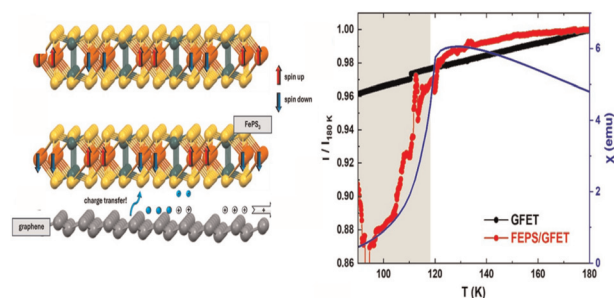 spin up
spin down
FePS3
charge transfer!
graphene
1.00
0.98
0.96
0.94
0.92
0.90
0.88
0.86
I / I180 K
100
120
140
160
180
T (K)
6
4
2
0
X (emu)
GFET
FEPS/GFET